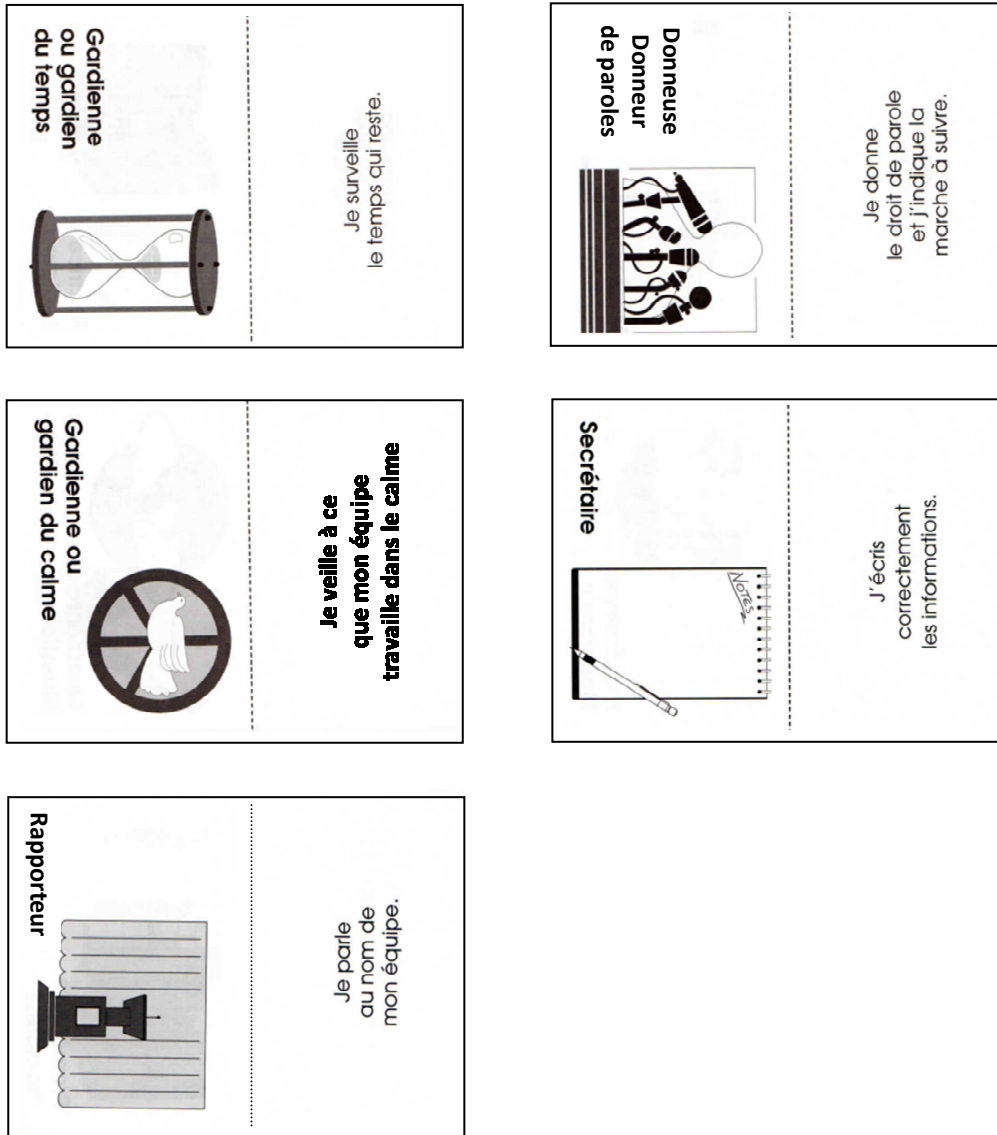 Gardienne
ou gardien
du temps
Je surveille
le temps qui reste.
Donneuse
Donneur
de paroles
Je donne
le droit de parole
et j'indique la
marche à suivre.
Gardienne ou
gardien du calme
Je veille à ce
que mon équipe
travaille dans le calme
Secrétaire
NOTES
J'écris
correctement
les informations.
Rapporteur
Je parle
au nom de
mon équipe.